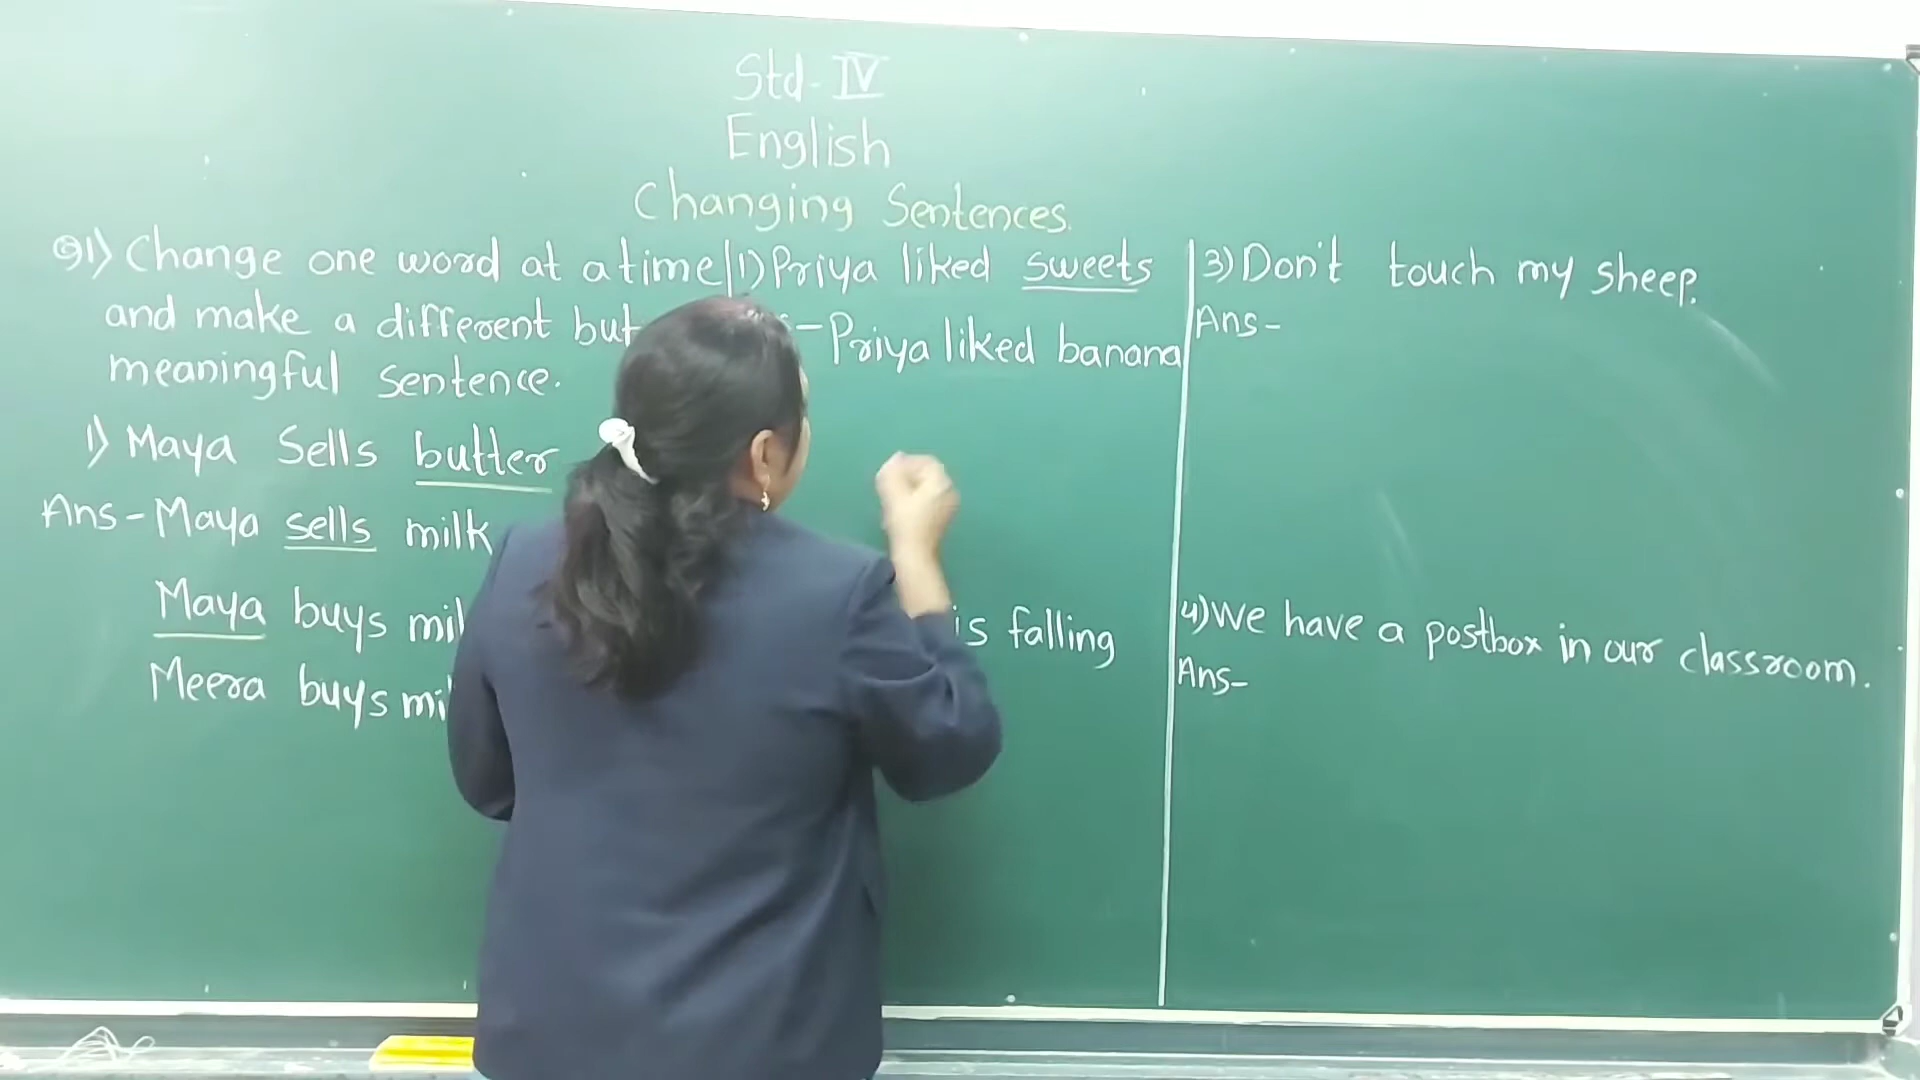 Std-IV
English
Changing Sentences.
Q1) Change one word at a time
and make a different but
meaningful sentence.
1) Maya Sells butter
Ans-Maya sells milk
Maya buys
Meera buys
1) Priya liked sweets
-Priya liked banana
is falling
3) Don't touch my sheep.
Ans-
4) We have a postbox in our classroom.
Ans-